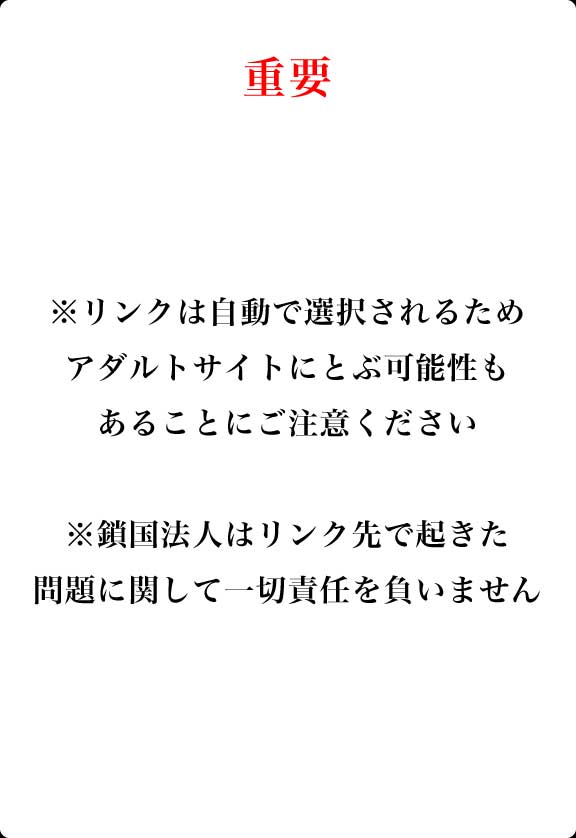 重要
※リンクは自動で選択されるため
アダルトサイトにとぶ可能性も
あることにご注意ください
※鎖国法人はリンク先で起きた
問題に関して一切責任を負いません